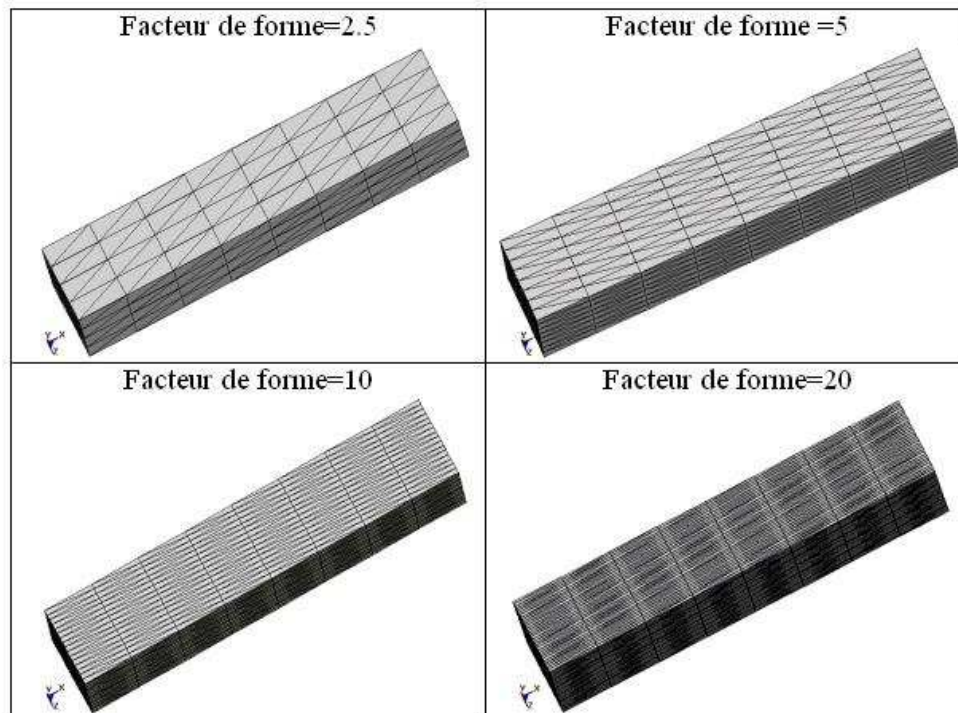 Facteur de forme=2.5
Facteur de forme =5
Y X
Z
Y X
Z
Facteur de forme=10
Facteur de forme=20
Y X
Z
Y X
Z